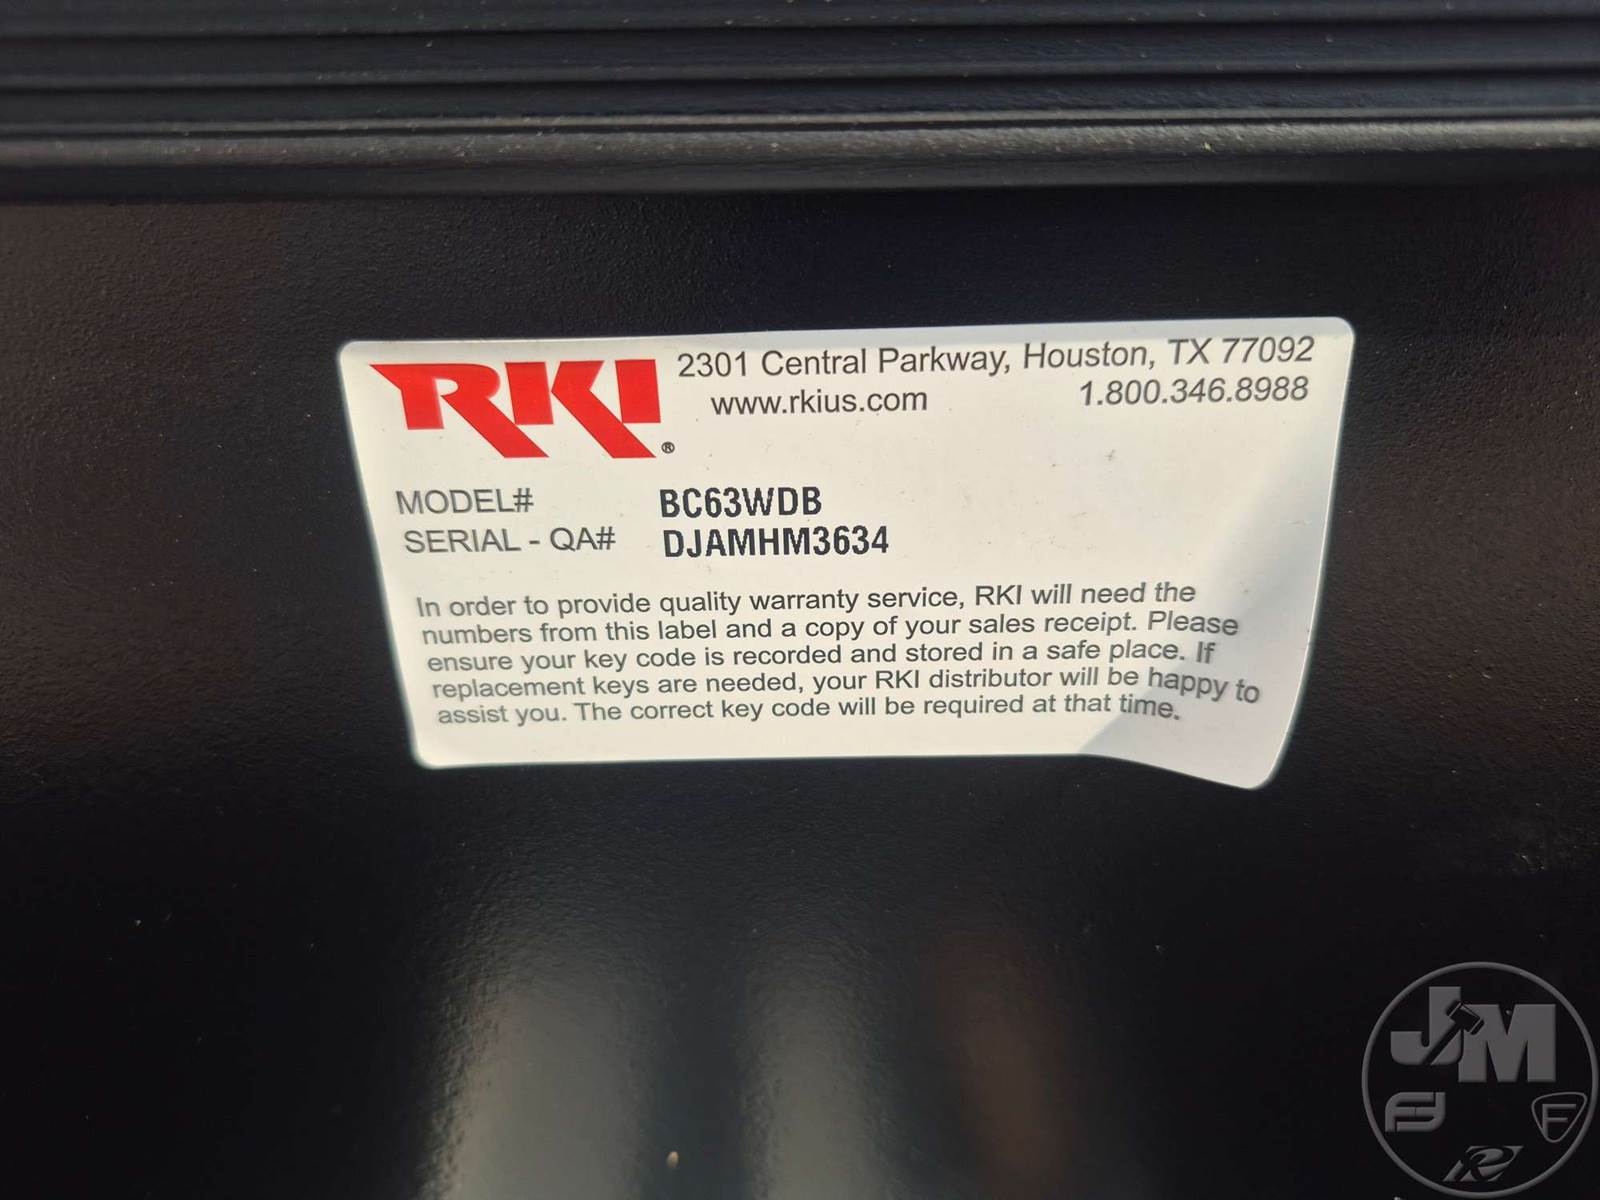 RKI®
2301 Central Parkway, Houston, TX 77092
www.rkius.com 1.800.346.8988
MODEL# BC63WDB
SERIAL - QA# DJAMHM3634
In order to provide quality warranty service, RKI will need the
numbers from this label and a copy of your sales receipt. Please
ensure your key code is recorded and stored in a safe place. If
replacement keys are needed, your RKI distributor will be happy to
assist you. The correct key code will be required at that time.
JM
F